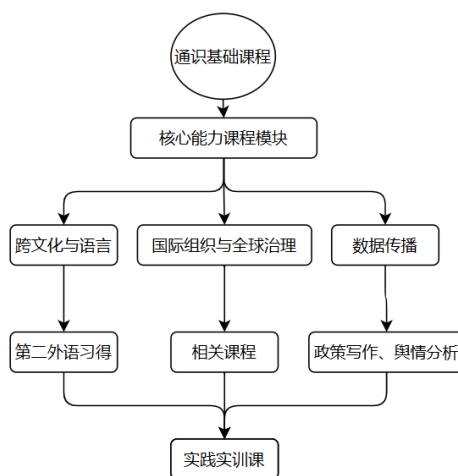 通识基础课程
核心能力课程模块
跨文化与语言
国际组织与全球治理
数据传播
第二外语习得
相关课程
政策写作、舆情分析
实践实训课